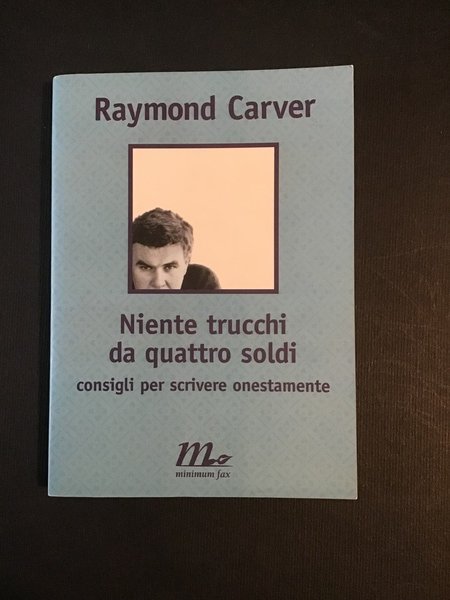 Raymond Carver
Niente trucchi
da quattro soldi
consigli per scrivere onestamente
minimum fax